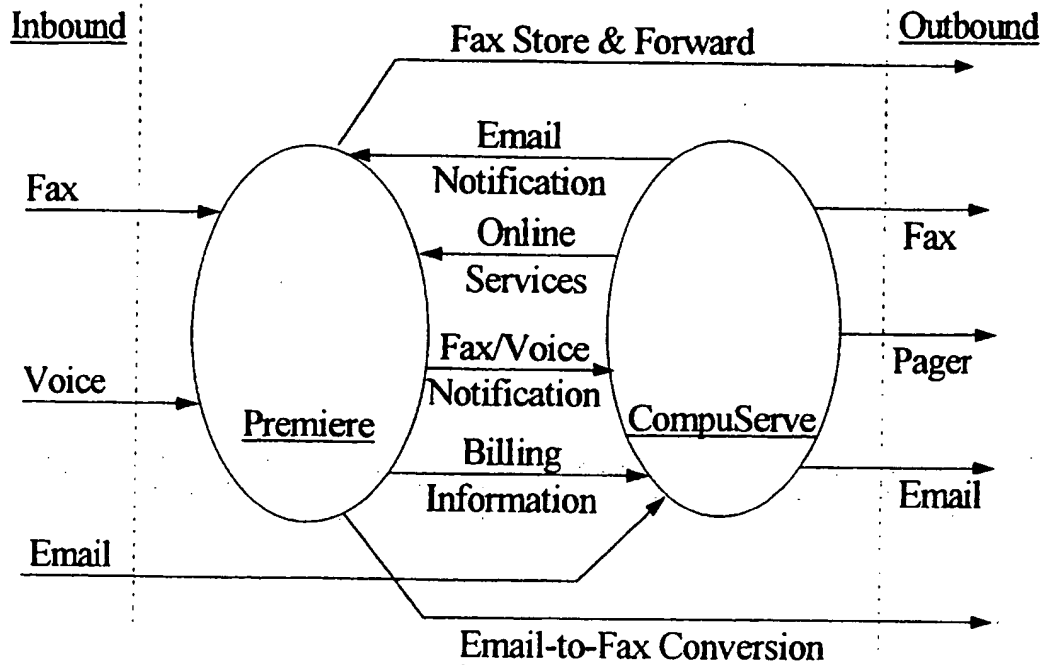 Inbound
Outbound
Fax Store & Forward
Email
Notification
Fax
Online
Services
Fax
Fax/Voice
Notification
Pager
Voice
Premiere
CompuServe
Billing
Information
Email
Email
Email-to-Fax Conversion